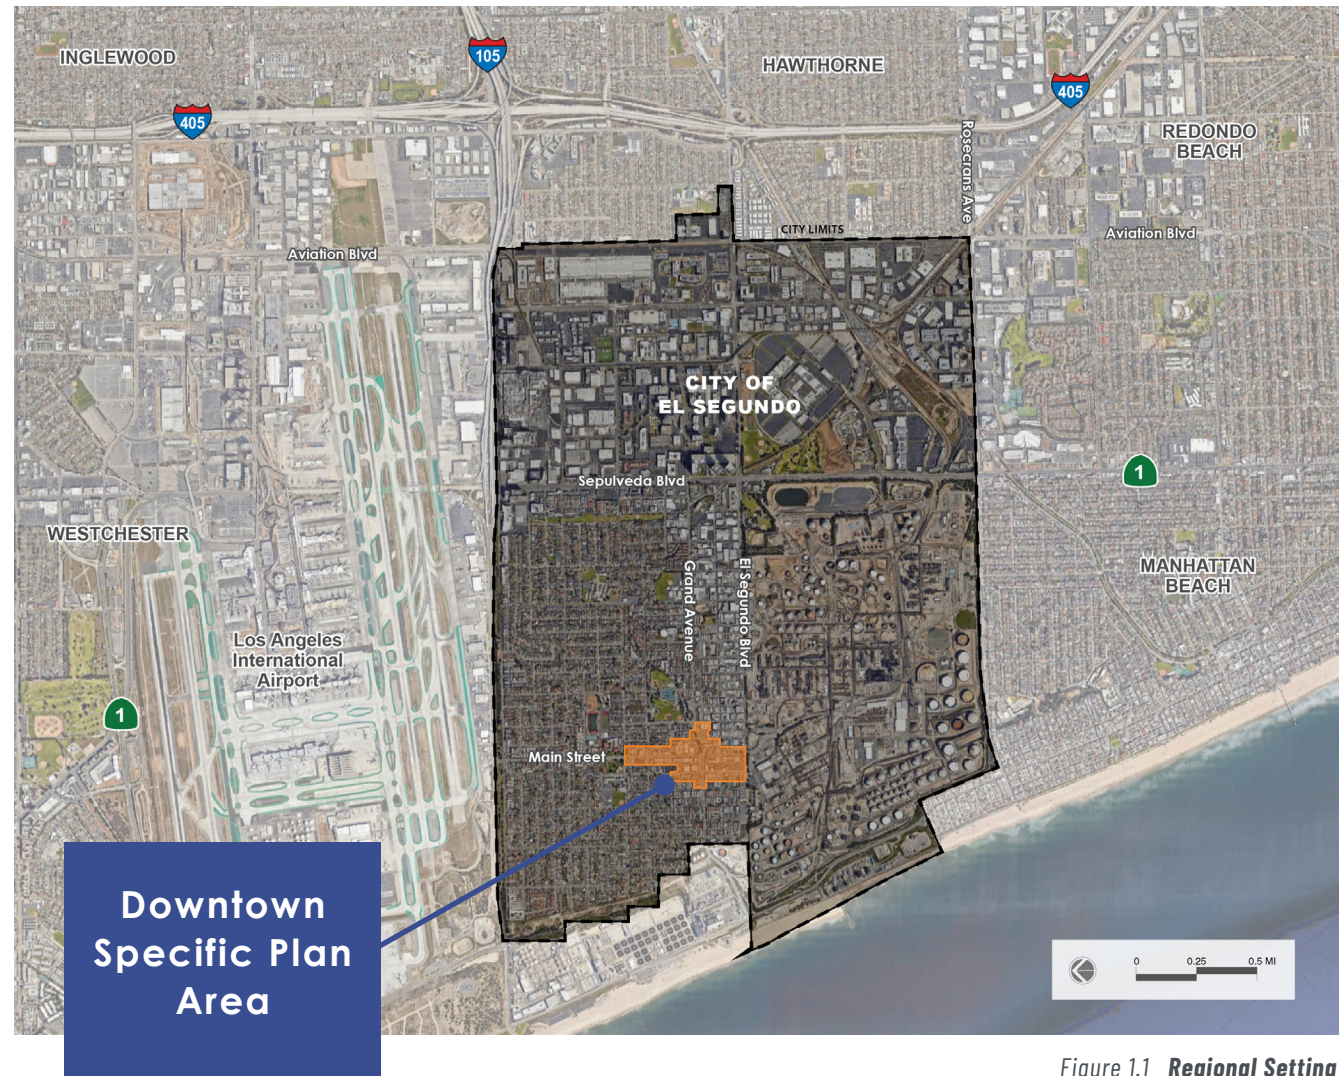 INGLEWOOD
105
HAWTHORNE
405
405
REDONDO
BEACH
Rosecrans Ave
CITY LIMITS
Aviation Blvd
Aviation Blvd
CITY OF
EL SEGUNDO
Sepulveda Blvd
1
WESTCHESTER
MANHATTAN
BEACH
Grand Avenue
El Segundo Blvd
Los Angeles
International
Airport
1
Main Street
Downtown
Specific Plan
Area
0 0.25 0.5 MI
Figure 1.1 Regional Setting